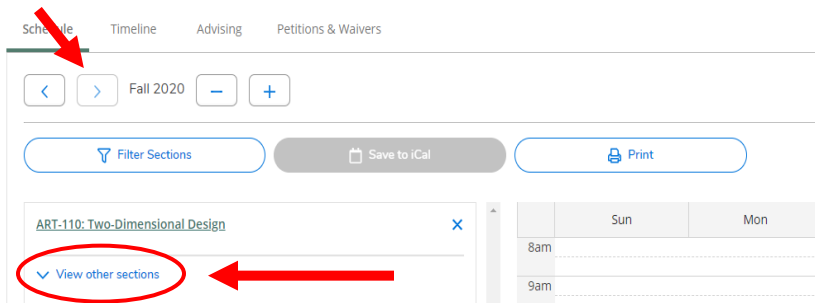 Schedule Timeline Advising Petitions & Waivers
Fall 2020
Filter Sections Save to iCal Print
ART-110: Two-Dimensional Design
Sun Mon
8am
View other sections
9am